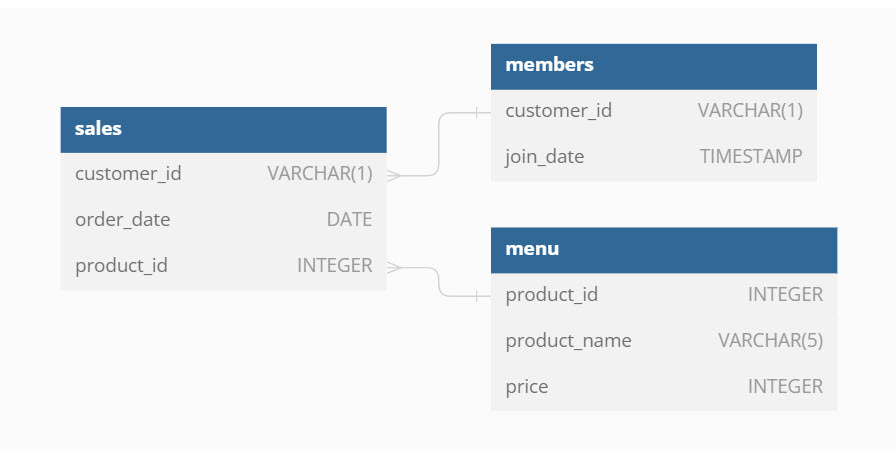 sales
customer_id VARCHAR(1)
order_date DATE
product_id INTEGER
members
customer_id VARCHAR(1)
join_date TIMESTAMP
menu
product_id INTEGER
product_name VARCHAR(5)
price INTEGER